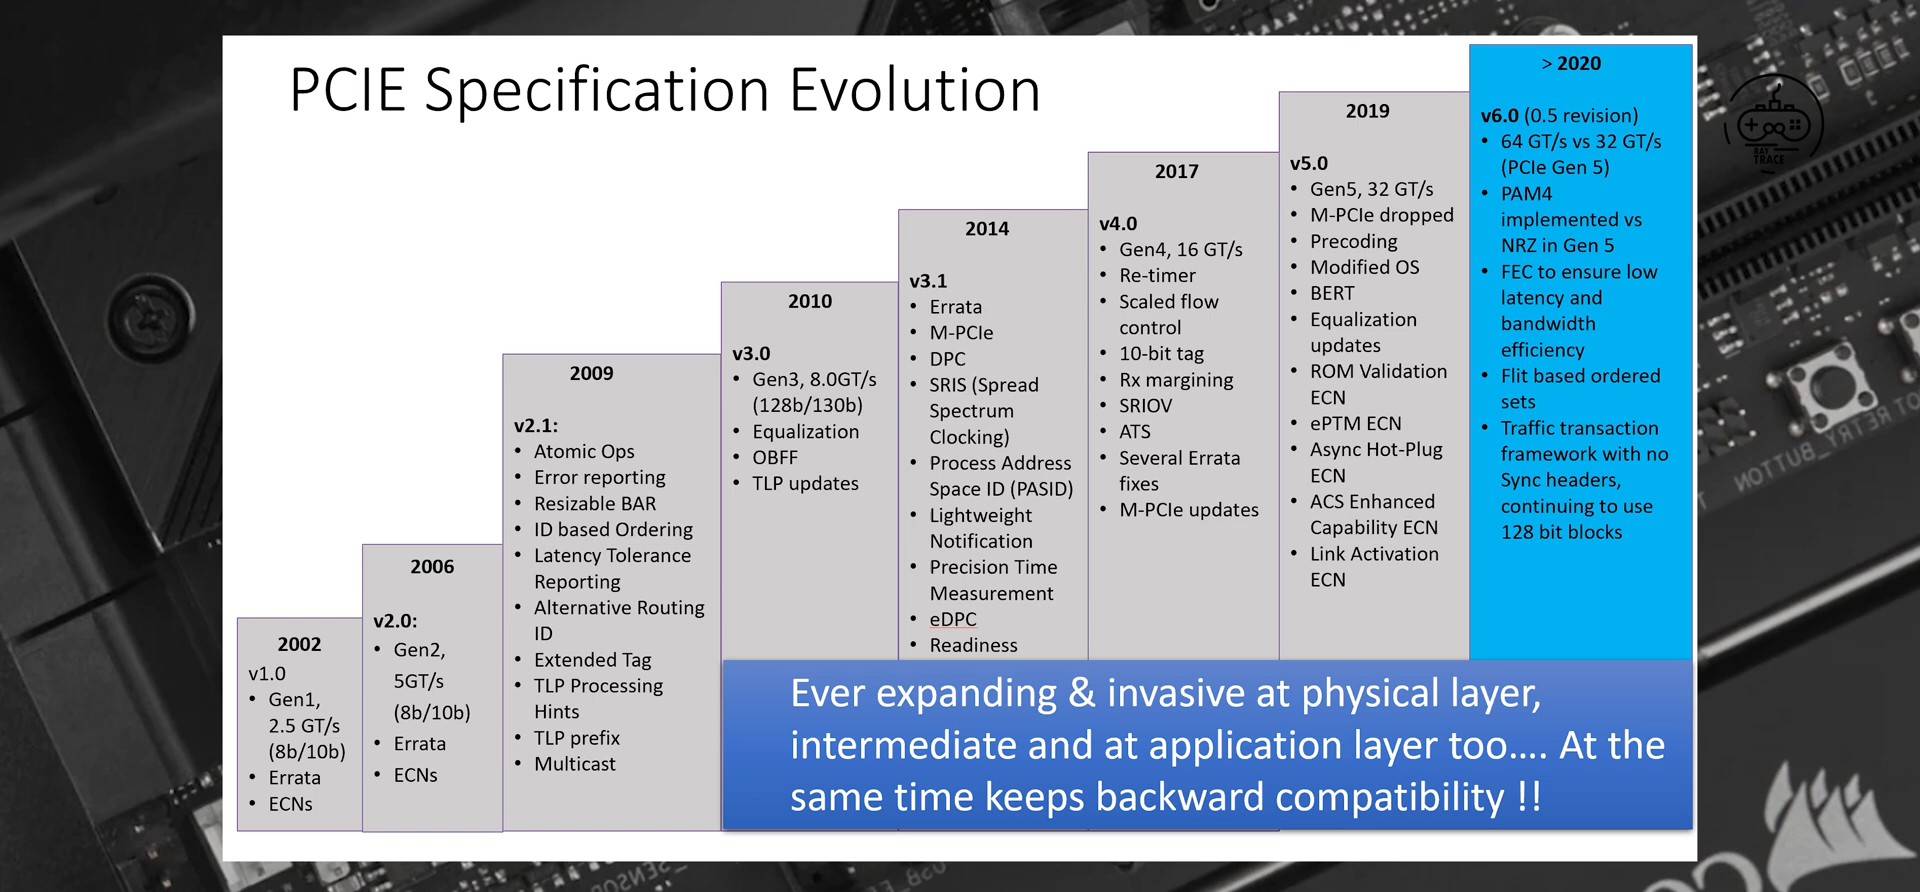 PCIE Specification Evolution
2002
v1.0
• Gen1,
2.5 GT/s
(8b/10b)
• Errata
• ECNs
2006
v2.0:
• Gen2,
5GT/s
(8b/10b)
• Errata
• ECNs
2009
v2.1:
• Atomic Ops
• Error reporting
• Resizable BAR
• ID based Ordering
• Latency Tolerance
Reporting
• Alternative Routing
ID
• Extended Tag
• TLP Processing
Hints
• TLP prefix
• Multicast
2010
v3.0
• Gen3, 8.0GT/s
(128b/130b)
• Equalization
• OBFF
• TLP updates
2014
v3.1
• Errata
• M-PCIe
• DPC
• SRIS (Spread
Spectrum
Clocking)
• Process Address
Space ID (PASID)
• Lightweight
Notification
• Precision Time
Measurement
• eDPC
• Readiness
2017
v4.0
• Gen4, 16 GT/s
• Re-timer
• Scaled flow
control
• 10-bit tag
• Rx margining
• SRIOV
• ATS
• Several Errata
fixes
• M-PCIe updates
2019
v5.0
• Gen5, 32 GT/s
• M-PCIe dropped
• Precoding
• Modified OS
• BERT
• Equalization
updates
• ROM Validation
ECN
• ePTM ECN
• Async Hot-Plug
ECN
• ACS Enhanced
Capability ECN
• Link Activation
ECN
> 2020
v6.0 (0.5 revision)
• 64 GT/s vs 32 GT/s
(PCIe Gen 5)
• PAM4
implemented vs
NRZ in Gen 5
• FEC to ensure low
latency and
bandwidth
efficiency
• Flit based ordered
sets
• Traffic transaction
framework with no
Sync headers,
continuing to use
128 bit blocks
Ever expanding & invasive at physical layer,
intermediate and at application layer too.... At the
same time keeps backward compatibility !!
RAY
TRACE
RETRY_BUTTON